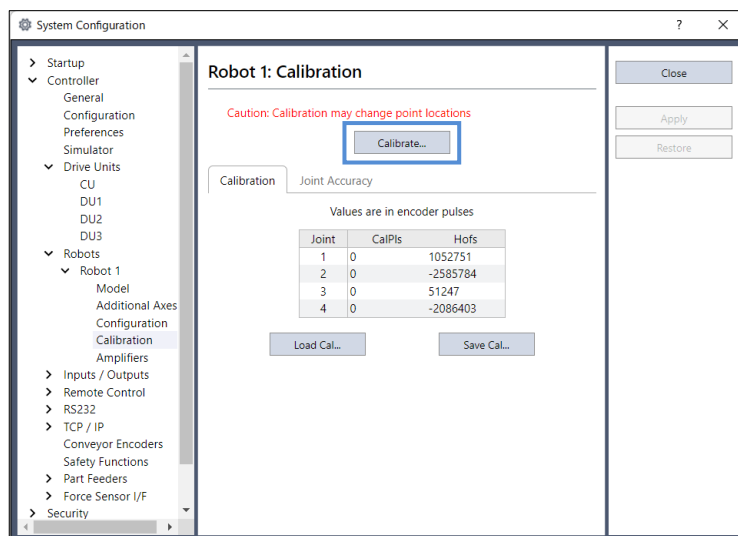 System Configuration
?
Startup
Controller
General
Configuration
Preferences
Simulator
Drive Units
CU
DU1
DU2
DU3
Robots
Robot 1
Model
Additional Axes
Configuration
Calibration
Amplifiers
Inputs / Outputs
Remote Control
RS232
TCP / IP
Conveyor Encoders
Safety Functions
Part Feeders
Force Sensor I/F
Security
Robot 1: Calibration
Caution: Calibration may change point locations
Calibrate...
Calibration Joint Accuracy
Values are in encoder pulses
Joint CalPls Hofs
1 0 1052751
2 0 -2585784
3 0 51247
4 0 -2086403
Load Cal... Save Cal...
Close
Apply
Restore